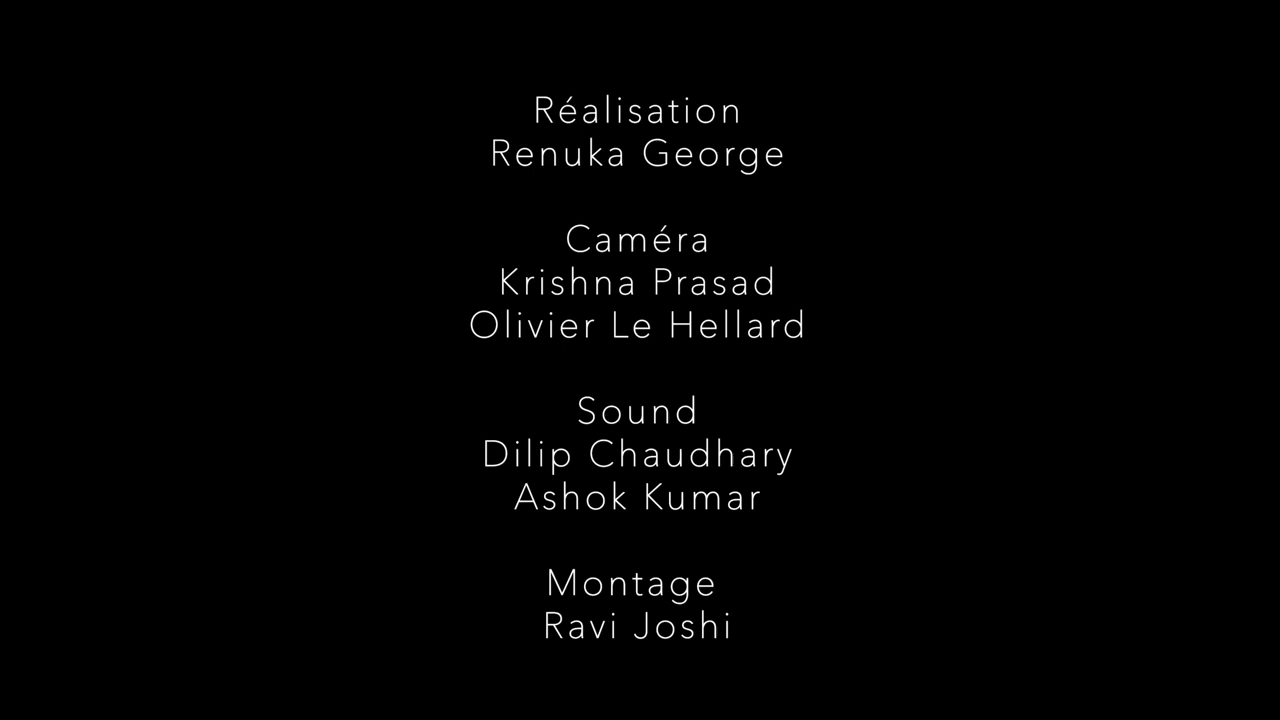 Réalisation
Renuka George
Caméra
Krishna Prasad
Olivier Le Hellard
Sound
Dilip Chaudhary
Ashok Kumar
Montage
Ravi Joshi